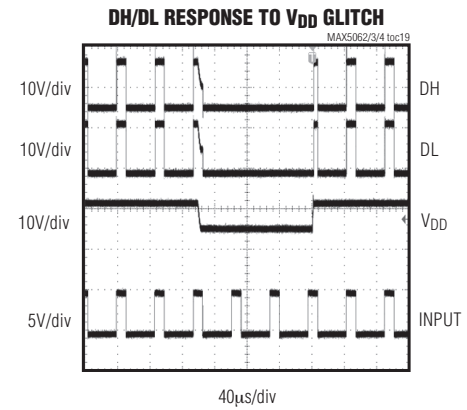 DH/DL RESPONSE TO VDD GLITCH
MAX5062/3/4 toc19
10V/div
DH
10V/div
DL
10V/div
VDD
5V/div
INPUT
40μs/div